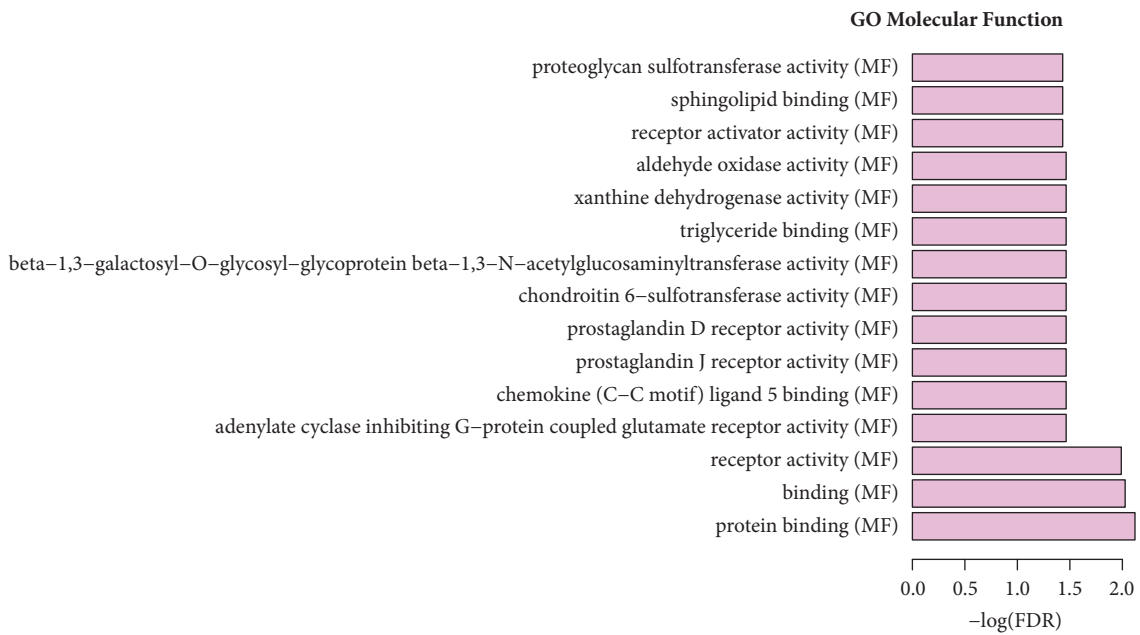 GO Molecular Function
proteoglycan sulfotransferase activity (MF)
sphingolipid binding (MF)
receptor activator activity (MF)
aldehyde oxidase activity (MF)
xanthine dehydrogenase activity (MF)
triglyceride binding (MF)
beta−1,3−galactosyl−O−glycosyl−glycoprotein beta−1,3−N−acetylglucosaminyltransferase activity (MF)
chondroitin 6−sulfotransferase activity (MF)
prostaglandin D receptor activity (MF)
prostaglandin J receptor activity (MF)
chemokine (C−C motif) ligand 5 binding (MF)
adenylate cyclase inhibiting G−protein coupled glutamate receptor activity (MF)
receptor activity (MF)
binding (MF)
protein binding (MF)
0.0 0.5 1.0 1.5 2.0
−log(FDR)